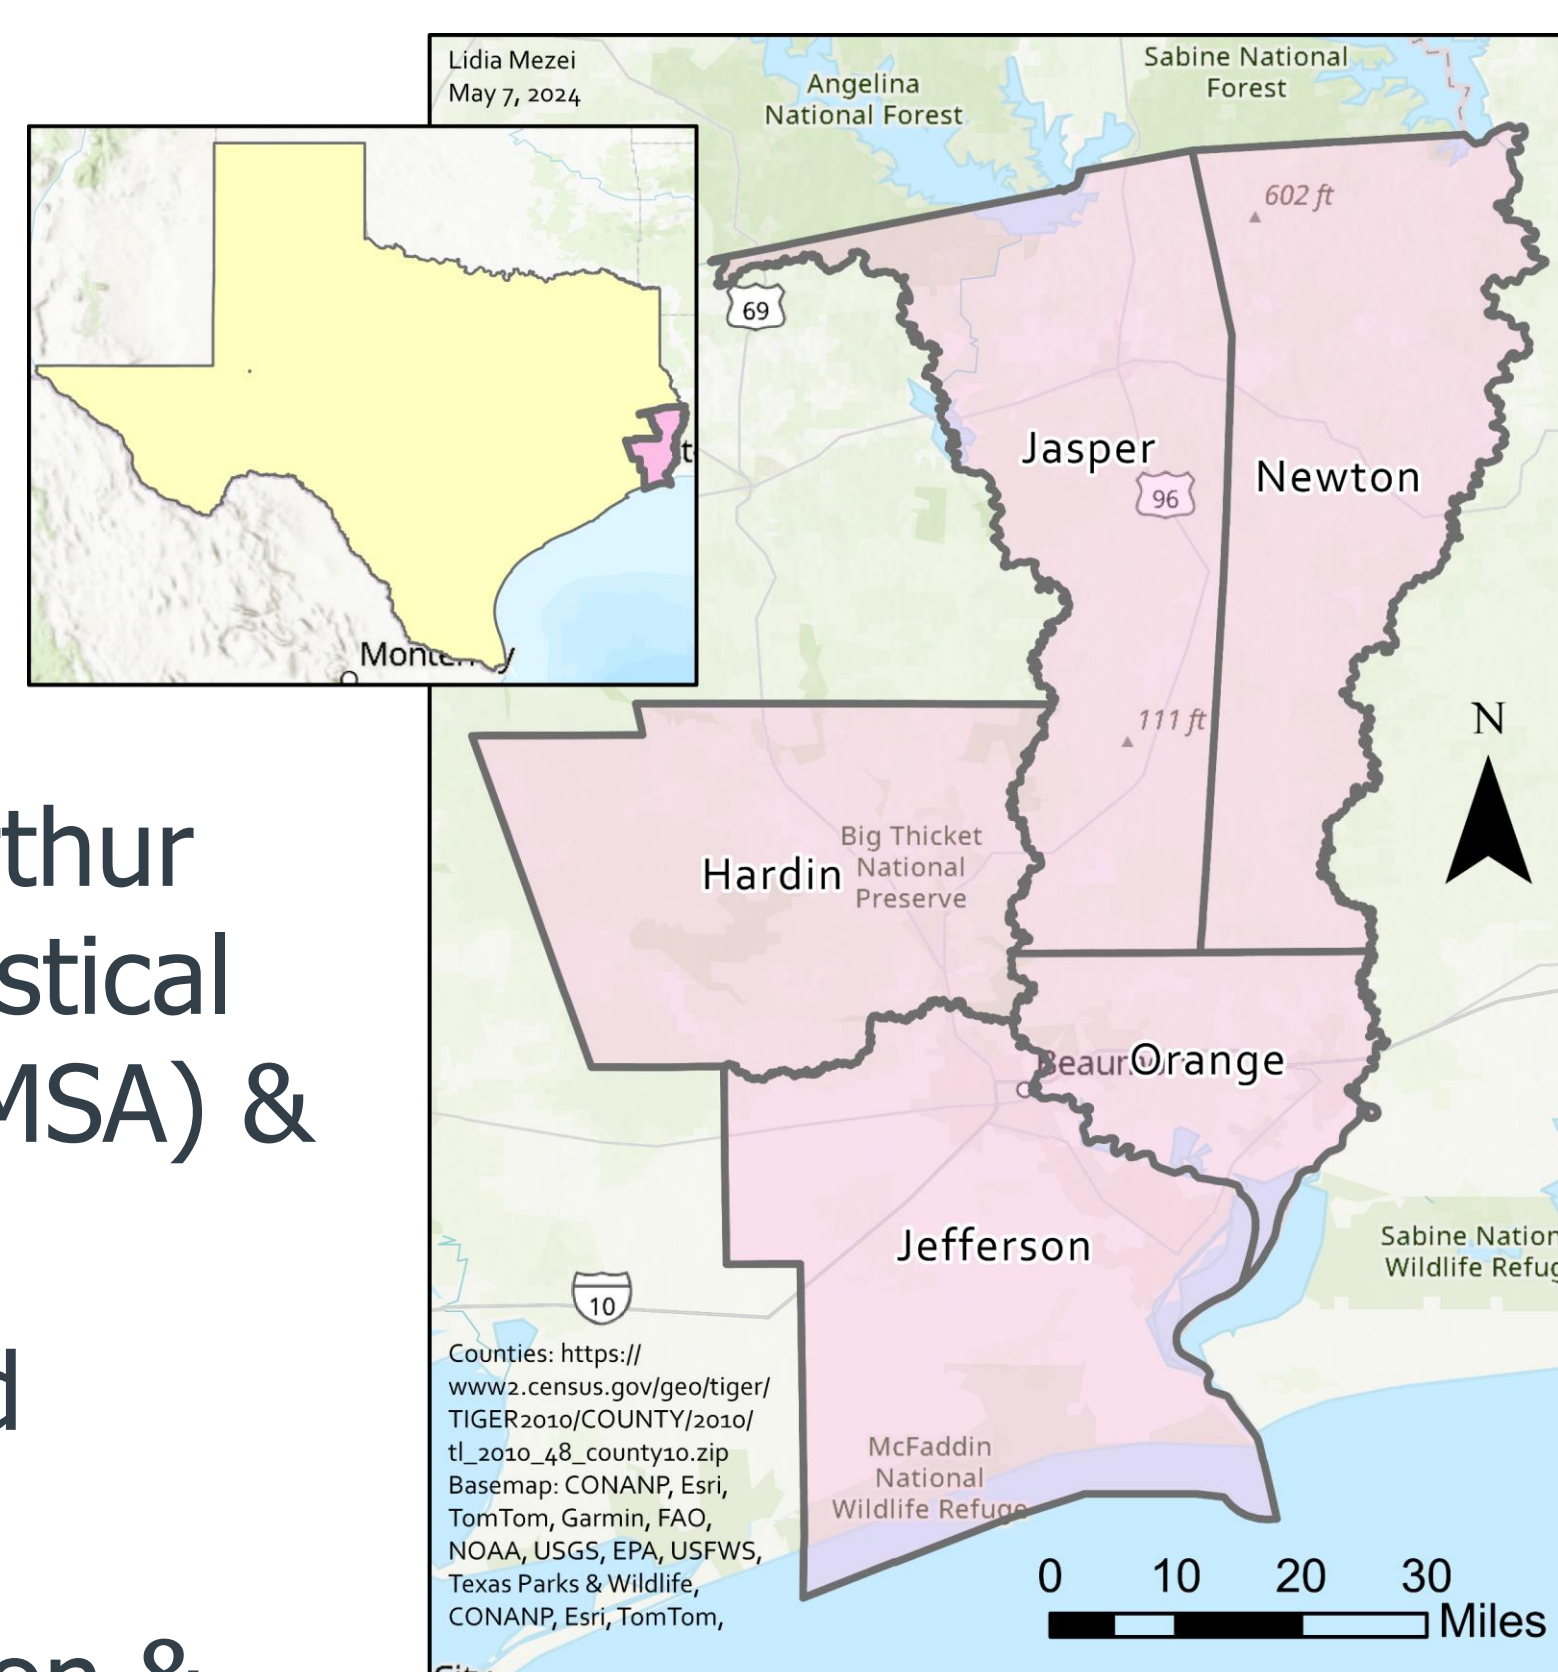 Lidia Mezei
May 7, 2024
Angelina
National Forest
Sabine National
Forest
602 ft
69
Jasper
96
Newton
111 ft
N
Hardin
Big Thicket
National
Preserve
Orange
Jefferson
10
McFaddin
National
Wildlife Refuge
Sabine
Wildlife
Counties: https://
www2.census.gov/geo/tiger/
TIGER2010/COUNTY/2010/
tl_2010_48_county10.zip
Basemap: CONANP, Esri,
TomTom, Garmin, FAO,
NOAA, USGS, EPA, USFWS,
Texas Parks & Wildlife,
CONANP, Esri, TomTom,
0 10 20 30
Miles
thur
stical
MSA) &
d
on &